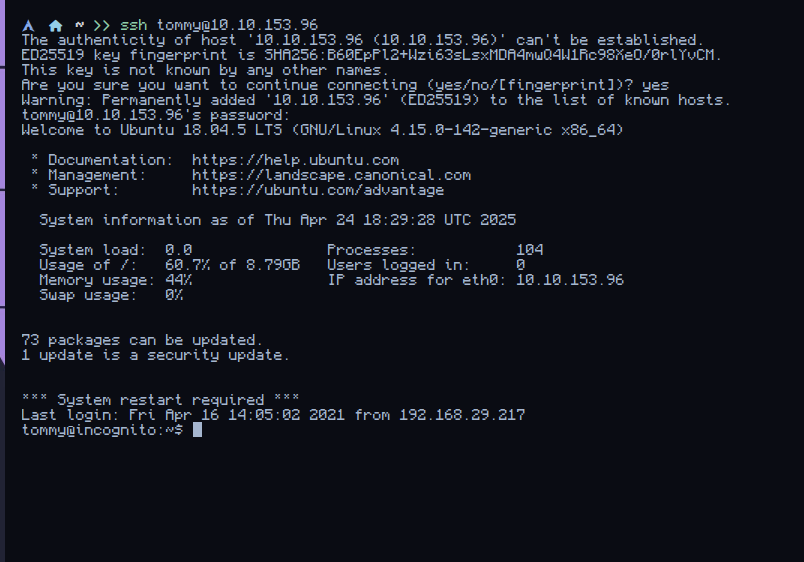 ~ >> ssh tommy@10.10.153.96
The authenticity of host '10.10.153.96 (10.10.153.96)' can't be established.
ED25519 key fingerprint is SHA256:B60EpPl2+Wzi63sLsxMDA4mwO4W1Rc98XeO/0rlYvCM.
This key is not known by any other names.
Are you sure you want to continue connecting (yes/no/[fingerprint])? yes
Warning: Permanently added '10.10.153.96' (ED25519) to the list of known hosts.
tommy@10.10.153.96's password:
Welcome to Ubuntu 18.04.5 LTS (GNU/Linux 4.15.0-142-generic x86_64)
* Documentation:  https://help.ubuntu.com
* Management:     https://landscape.canonical.com
* Support:        https://ubuntu.com/advantage
System information as of Thu Apr 24 18:29:28 UTC 2025
System load:  0.0               Processes:           104
Usage of /:   60.7% of 8.79GB   Users logged in:     0
Memory usage: 44%               IP address for eth0: 10.10.153.96
Swap usage:   0%
73 packages can be updated.
1 update is a security update.
*** System restart required ***
Last login: Fri Apr 16 14:05:02 2021 from 192.168.29.217
tommy@incognito:~$